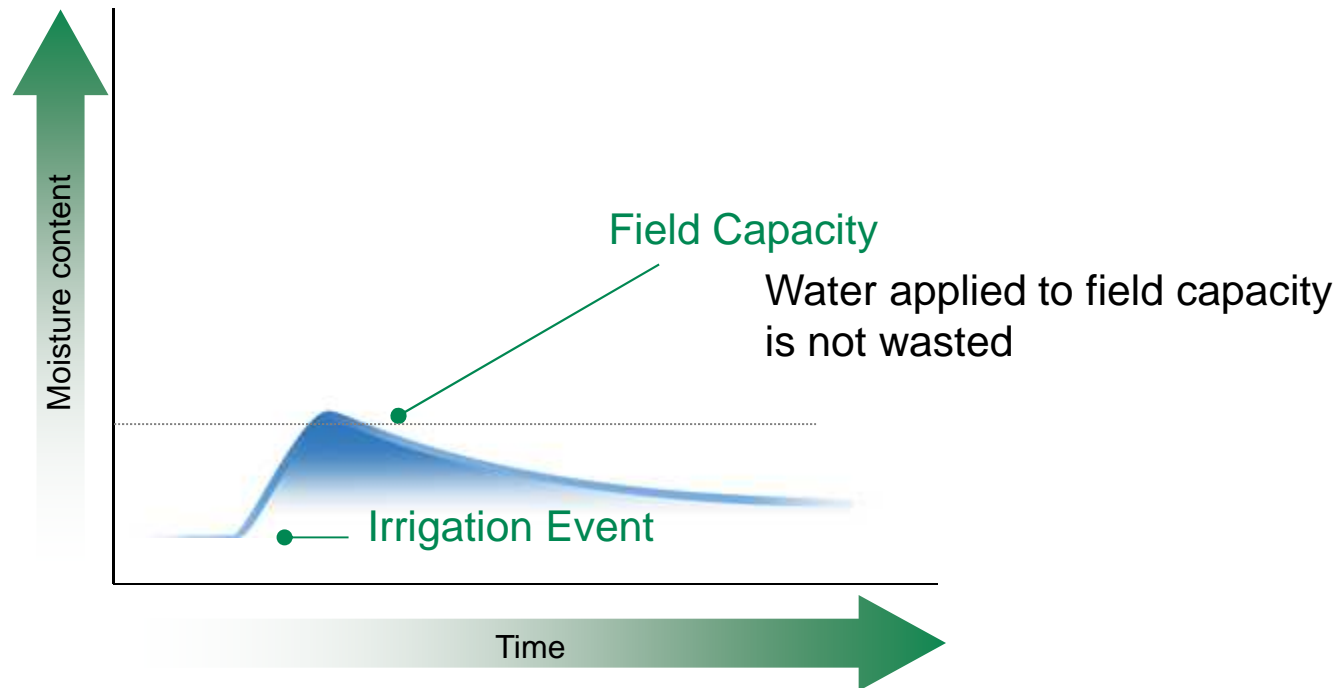 Moisture content
Field Capacity
Water applied to field capacity
is not wasted
Irrigation Event
Time